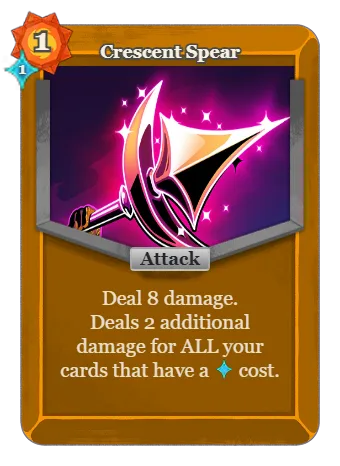 Crescent Spear
1
1
Attack
Deal 8 damage.
Deals 2 additional
damage for ALL your
cards that have a cost.